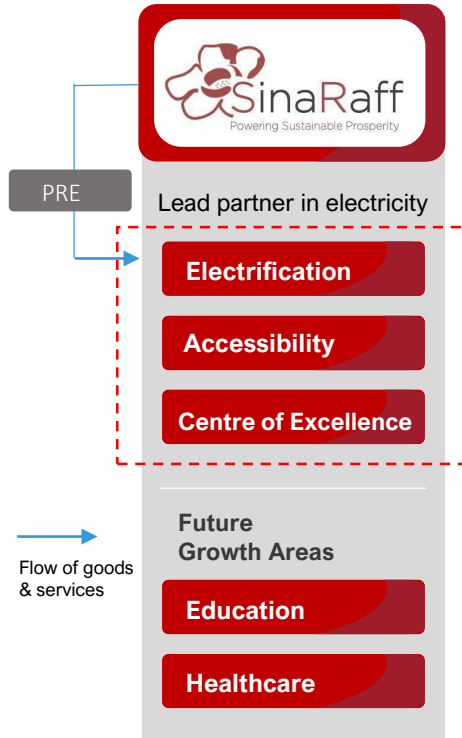 SinaRaff
Powering Sustainable Prosperity
PRE
Lead partner in electricity
Electrification
Accessibility
Centre of Excellence
Future
Growth Areas
Flow of goods
& services
Education
Healthcare